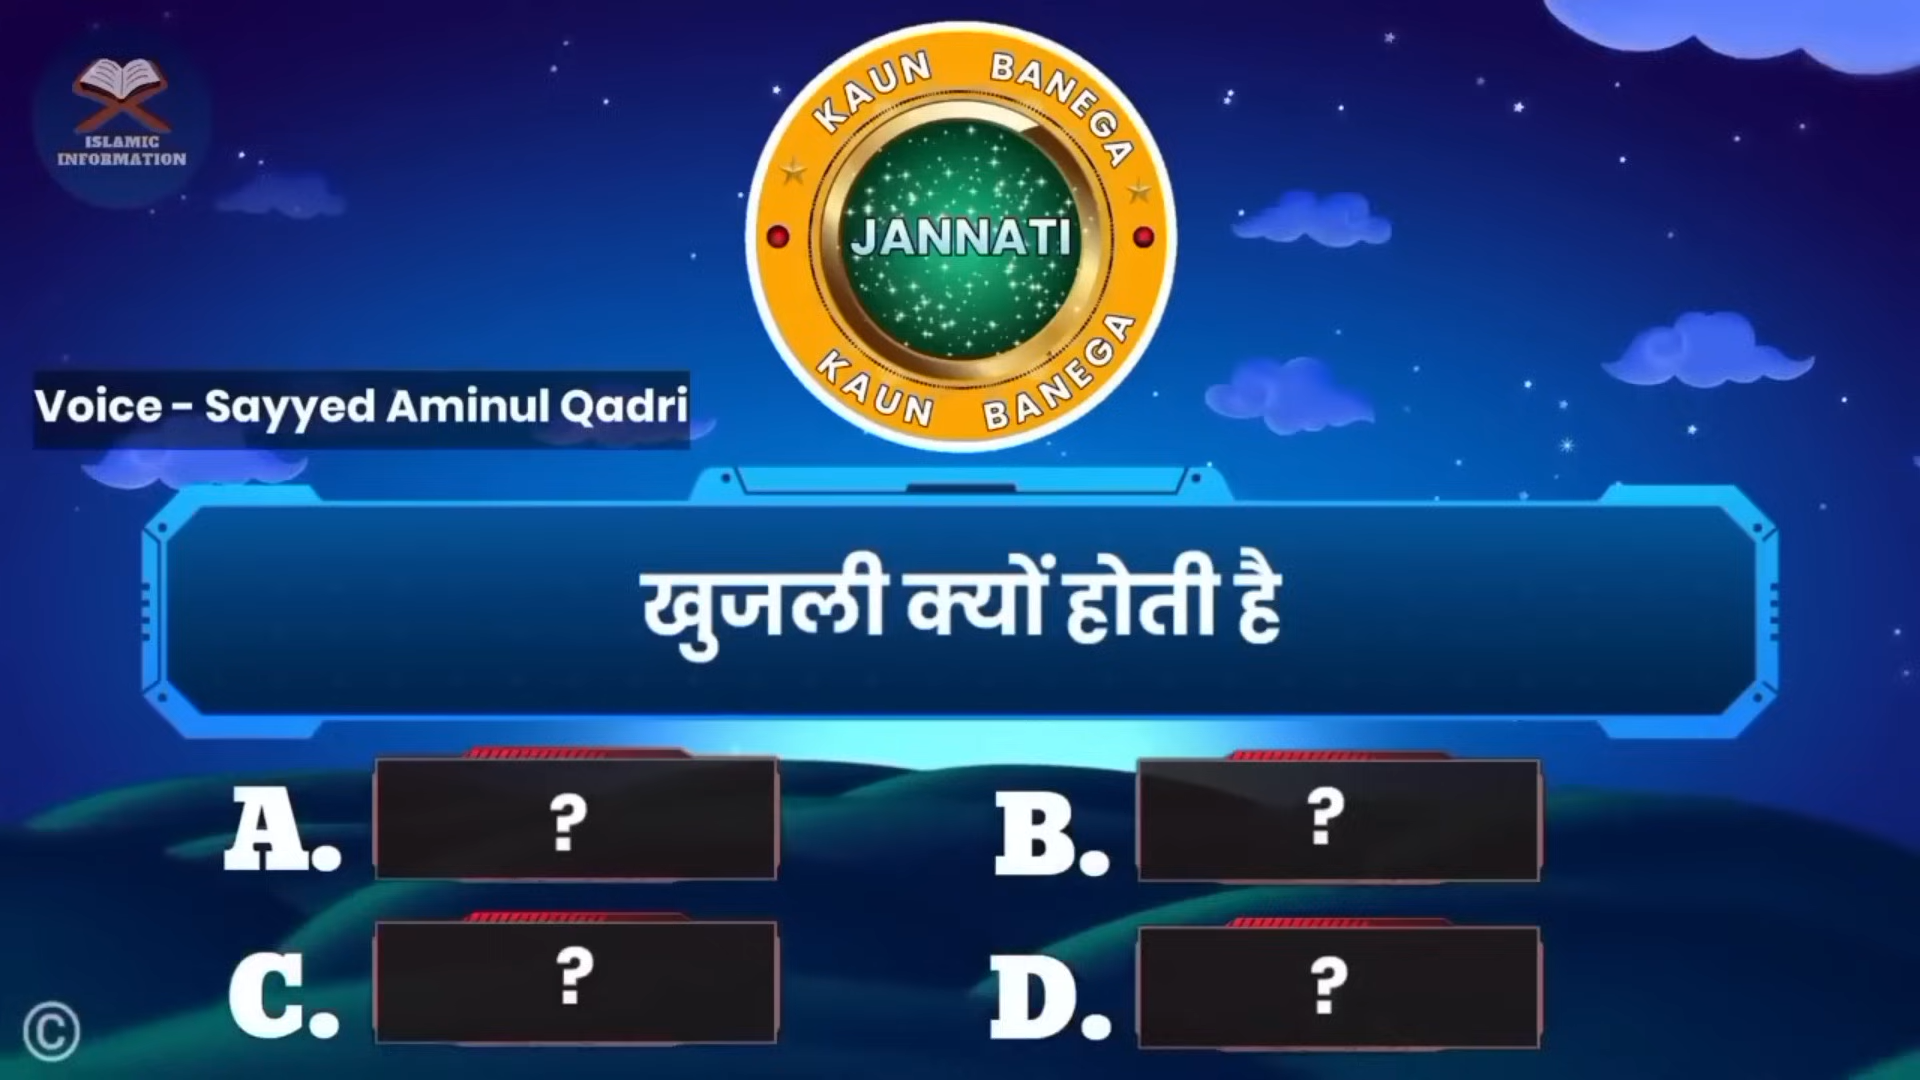 ISLAMIC
INFORMATION
KAUN BANEGA
JANNATI
KAUN BANEGA
Voice - Sayyed Aminul Qadri
खुजली क्यों होती है
A. ?
B. ?
C. ?
D. ?
©